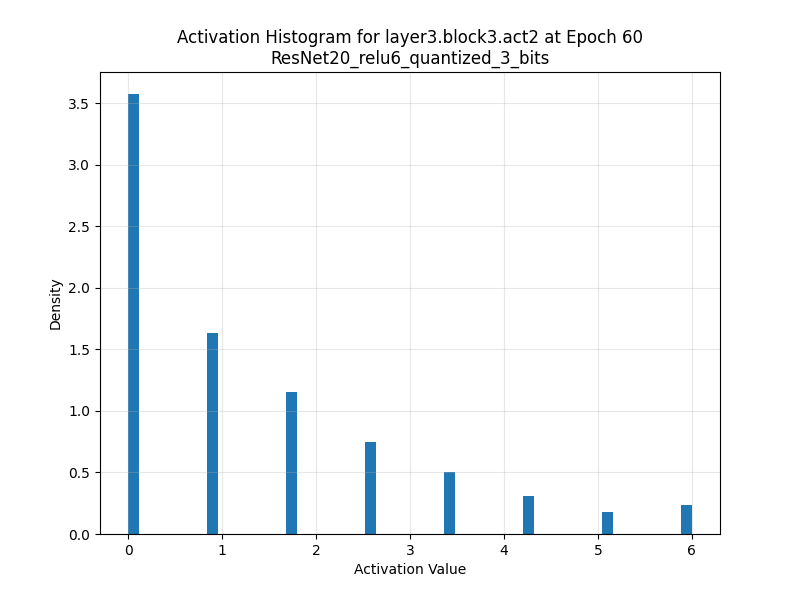 Activation Histogram for layer3.block3.act2 at Epoch 60
ResNet20_relu6_quantized_3_bits
3.5
3.0
2.5
2.0
1.5
1.0
0.5
0.0
Density
0 1 2 3 4 5 6
Activation Value